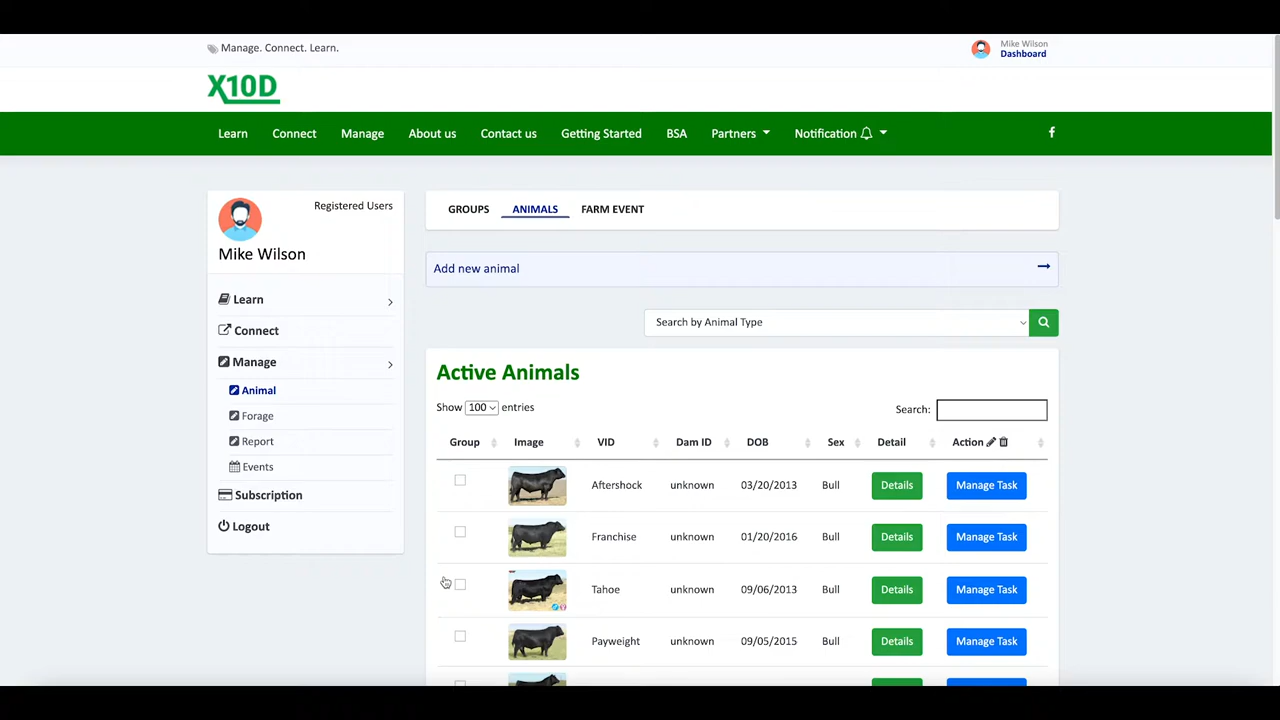 Manage. Connect. Learn.
Mike Wilson
Dashboard
X10D
Learn Connect Manage About us Contact us Getting Started BSA Partners Notification
Registered Users
Mike Wilson
Learn
Connect
Manage
Animal
Forage
Report
Events
Subscription
Logout
GROUPS ANIMALS FARM EVENT
Add new animal
Search by Animal Type
Active Animals
Show 100 entries
Search:
Group Image VID Dam ID DOB Sex Detail Action
Aftershock unknown 03/20/2013 Bull Details Manage Task
Franchise unknown 01/20/2016 Bull Details Manage Task
Tahoe unknown 09/06/2013 Bull Details Manage Task
Payweight unknown 09/05/2015 Bull Details Manage Task